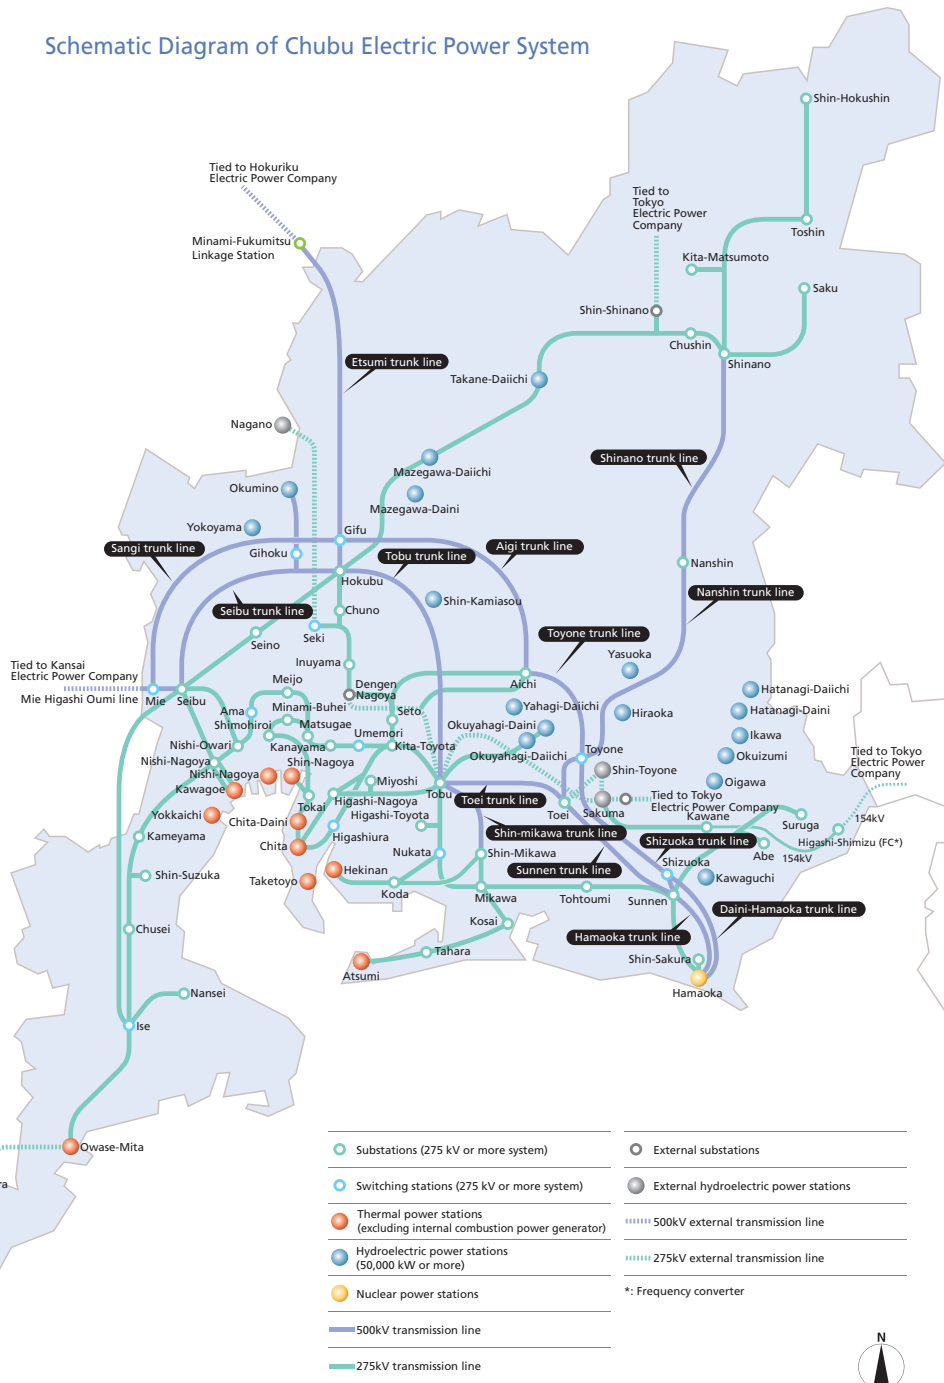 Schematic Diagram of Chubu Electric Power System
Shin-Hokushin
Tied to Hokuriku
Electric Power Company
Tied to
Tokyo
Electric Power
Company
Toshin
Minami-Fukumitsu
Linkage Station
Kita-Matsumoto
Saku
Shin-Shinano
Chushin
Shinano
Etsumi trunk line
Takane-Daiichi
Nagano
Shinano trunk line
Mazegawa-Daiichi
Okumino
Mazegawa-Daini
Yokoyama
Gifu
Sangi trunk line
Gihoku
Tobu trunk line
Aigi trunk line
Nanshin
Hokubu
Nanshin trunk line
Shin-Kamiasou
Seibu trunk line
Chuno
Seki
Toyone trunk line
Seino
Yasuoka
Inuyama
Tied to Kansai
Electric Power Company
Mie Higashi Oumi line
Mie
Seibu
Meijo
Dengen
Nagoya
Aichi
Hatanagi-Daiichi
Ama
Minami-Buhei
Seto
Yahagi-Daiichi
Hiraoka
Hatanagi-Daini
Shimohiroi
Matsugae
Umemori
Okuyahagi-Daini
Ikawa
Nishi-Owari
Kanayama
Kita-Toyota
Okuyahagi-Daiichi
Toyone
Okuizumi
Tied to Tokyo
Electric Power
Company
Nishi-Nagoya
Shin-Nagoya
Nishi-Nagoya
Shin-Toyone
Kawagoe
Miyoshi
Tobu
Oigawa
Tokai
Higashi-Nagoya
Toei trunk line
Toei
Sakuma
Tied to Tokyo
Electric Power Company
Yokkaichi
Chita-Daini
Higashi-Toyota
Kawane
Suruga
154kV
Kameyama
Higashiura
Shin-mikawa trunk line
Shizuoka trunk line
Higashi-Shimizu (FC*)
Chita
Nukata
Shin-Mikawa
Abe
154kV
Shizuoka
Shin-Suzuka
Hekinan
Sunnen trunk line
Kawaguchi
Taketoyo
Koda
Mikawa
Tohtoumi
Sunnen
Daini-Hamaoka trunk line
Chusei
Kosai
Hamaoka trunk line
Tahara
Shin-Sakura
Atsumi
Hamaoka
Nansei
Ise
Owase-Mita
ra
Substations (275 kV or more system)
Switching stations (275 kV or more system)
Thermal power stations
(excluding internal combustion power generator)
Hydroelectric power stations
(50,000 kW or more)
Nuclear power stations
500kV transmission line
275kV transmission line
External substations
External hydroelectric power stations
500kV external transmission line
275kV external transmission line
*: Frequency converter
N